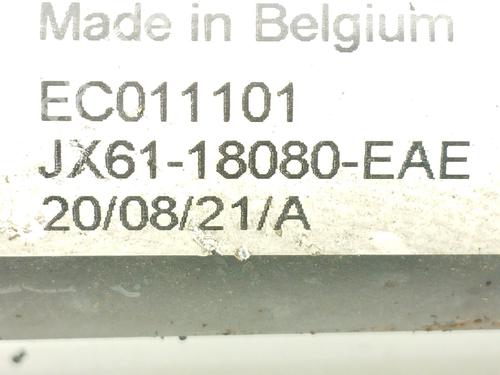 Made in Belgium
EC011101
JX61-18080-EAE
20/08/21/A